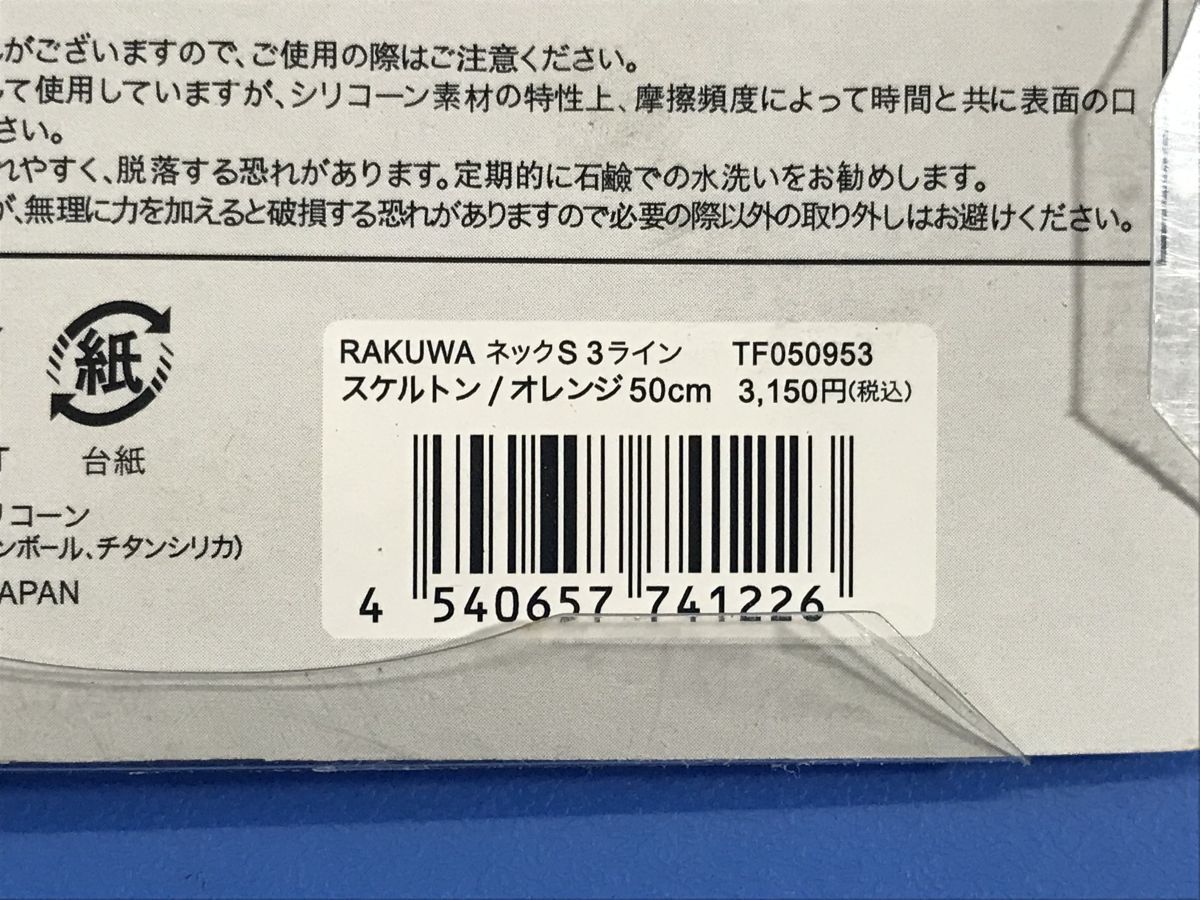 がございますので、ご使用の際はご注意ください。
て使用していますが、シリコーン素材の特性上、摩擦頻度によって時間と共に表面の口
さい。
れやすく、脱落する恐れがあります。定期的に石鹸での水洗いをお勧めします。
が、無理に力を加えると破損する恐れがありますので必要の際以外の取り外しはお避けください。
紙
台紙
リコーン
ンボール、チタンシリカ)
APAN
RAKUWA ネックS 3ライン TF050953
スケルトン / オレンジ 50cm 3,150円(税込)
4 540657 741226